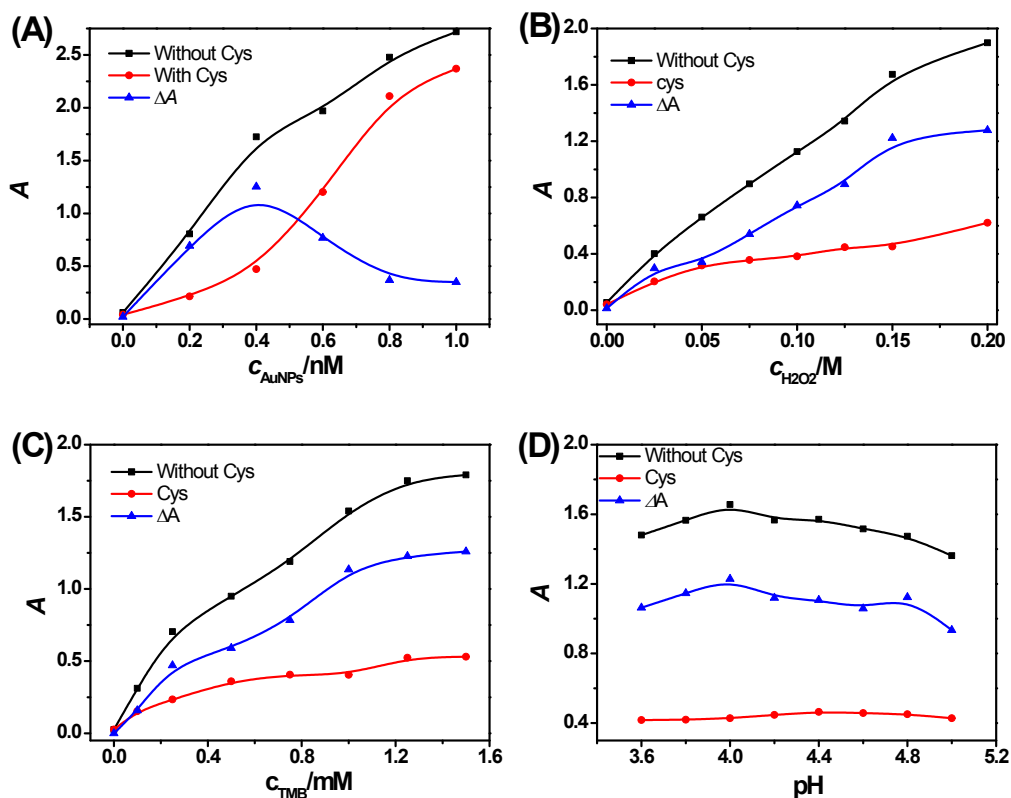 (A)
Without Cys
With Cys
ΔA
A
2.5
2.0
1.5
1.0
0.5
0.0
0.0 0.2 0.4 0.6 0.8 1.0
cAuNPs/nM
(B)
Without Cys
cys
ΔA
A
2.0
1.6
1.2
0.8
0.4
0.0
0.00 0.05 0.10 0.15 0.20
cH2O2/M
(C)
Without Cys
Cys
ΔA
A
2.0
1.5
1.0
0.5
0.0
0.0 0.4 0.8 1.2 1.6
cTMB/mM
(D)
Without Cys
Cys
ΔA
A
2.0
1.6
1.2
0.8
0.4
3.6 4.0 4.4 4.8 5.2
pH